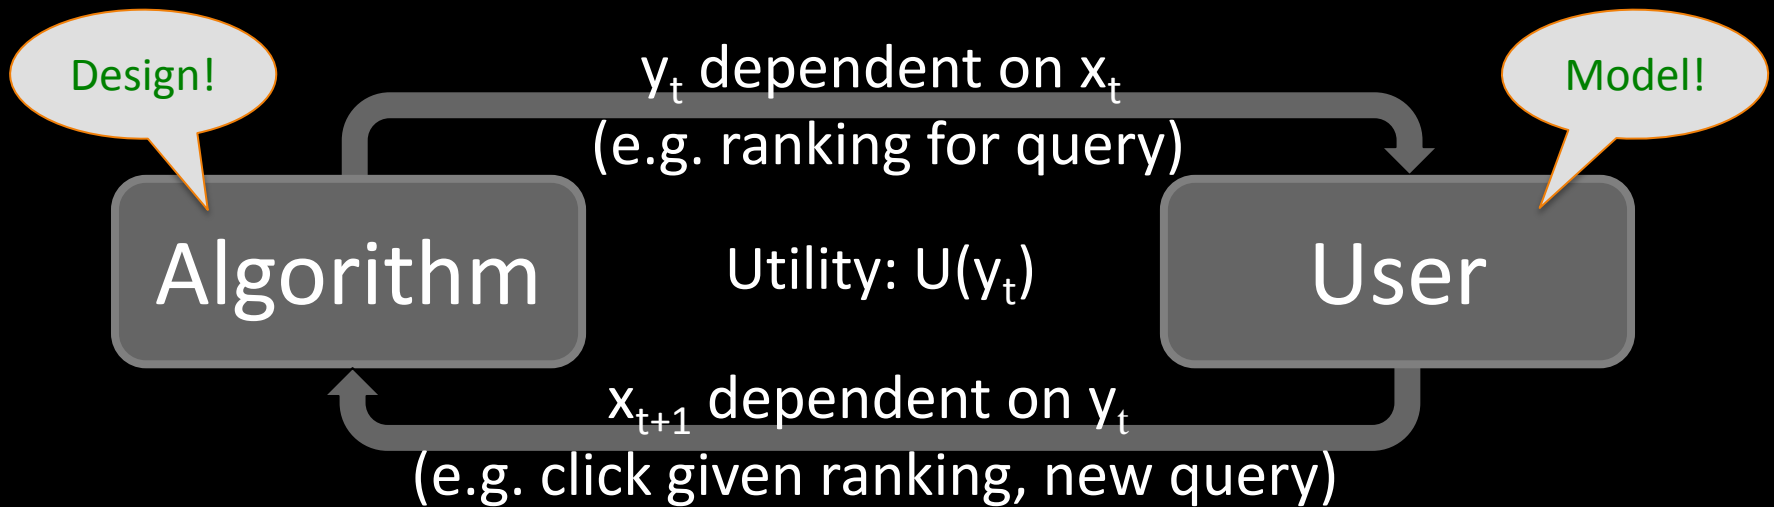 Design!
Model!
yₜ dependent on xₜ
(e.g. ranking for query)
Algorithm
Utility: U(yₜ)
User
xₜ₊₁ dependent on yₜ
(e.g. click given ranking, new query)